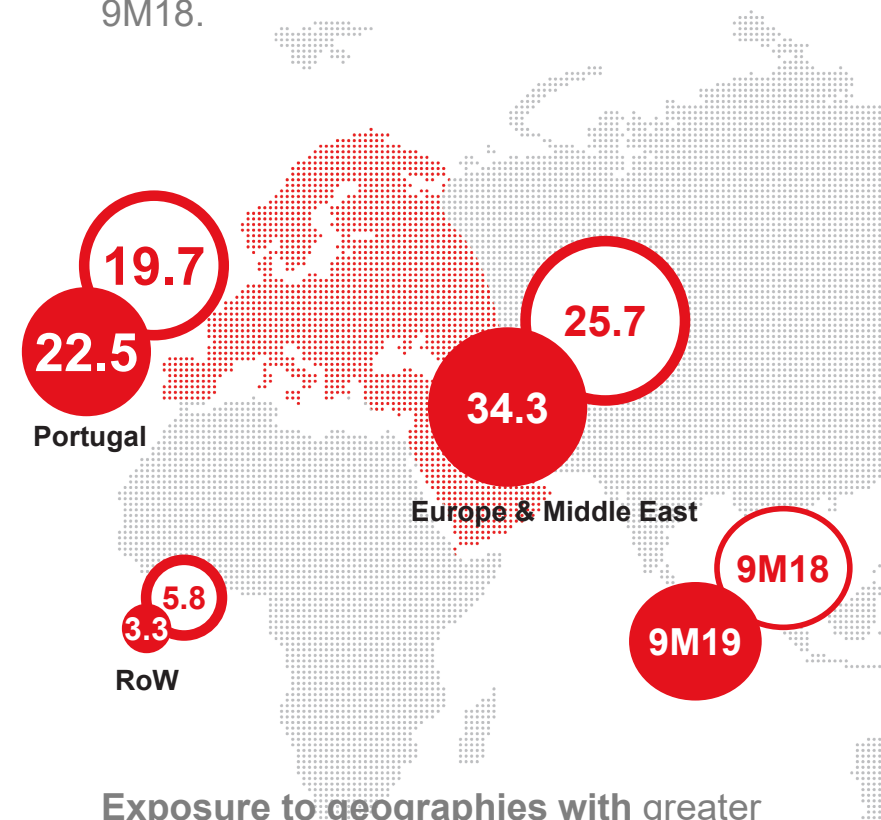 9M18.
19.7
22.5
Portugal
25.7
34.3
Europe & Middle East
5.8
3.3
RoW
9M18
9M19
Exposure to geographies with greater